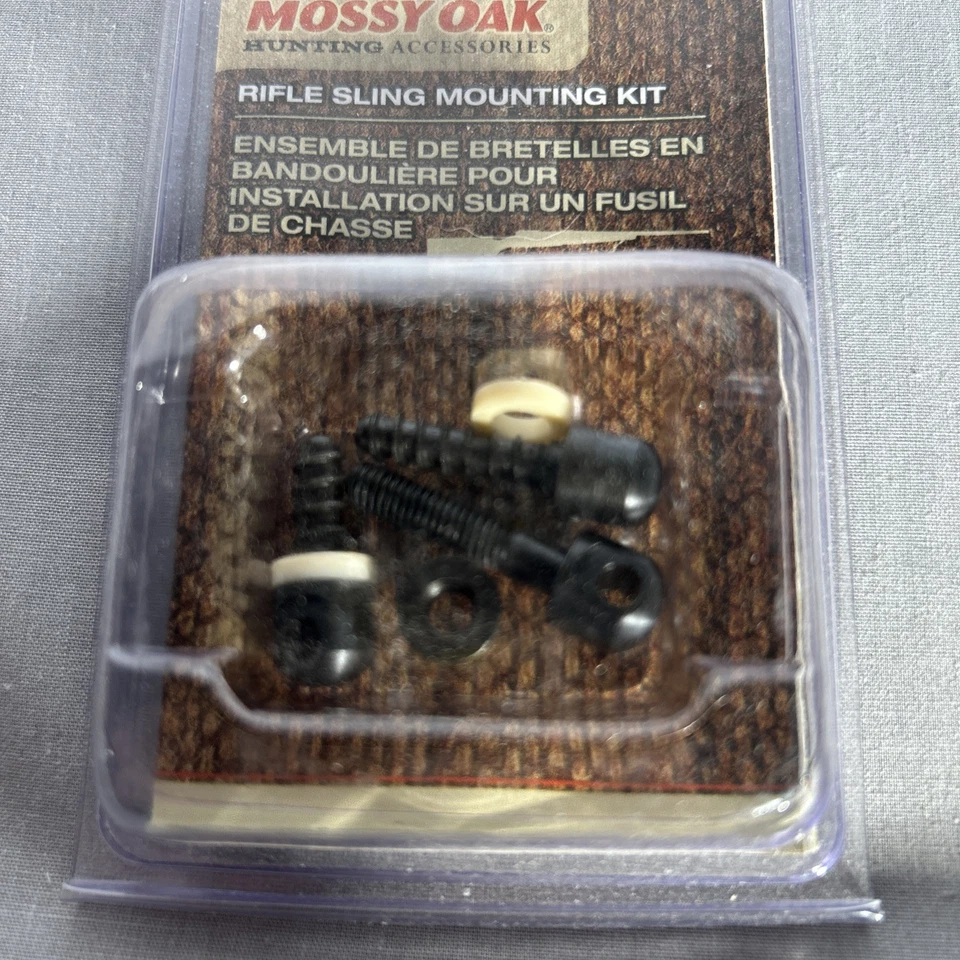 MOSSY OAK®
HUNTING ACCESSORIES
RIFLE SLING MOUNTING KIT
ENSEMBLE DE BRETELLES EN
BANDOULIÈRE POUR
INSTALLATION SUR UN FUSIL
DE CHASSE